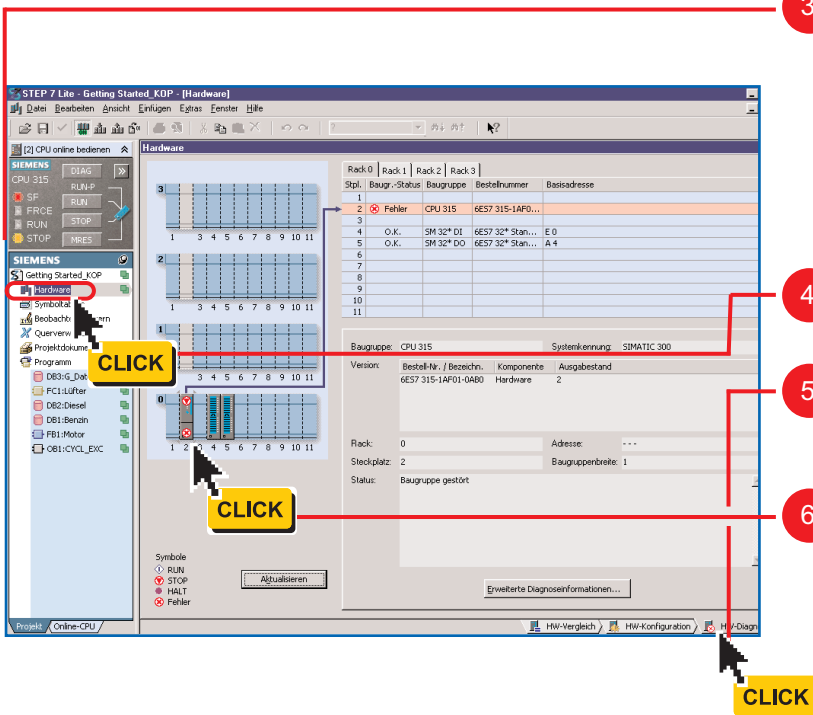 3
STEP 7 Lite - Getting Started_KOP - [Hardware]
Datei Bearbeiten Ansicht Einfügen Extras Fenster Hilfe
?
[2] CPU online bedienen
Hardware
SIEMENS
CPU 315
DIAG
RUN-P
SF
RUN
FRCE
RUN
STOP
STOP
MRES
SIEMENS
Getting Started_KOP
Hardware
Projektdokume
Programm
DB3:G_Dat
FC1:Lüfter
DB2:Diesel
DB1:Benzin
FB1:Motor
OB1:CYCL_EXC
CLICK
3
1 3 4 5 6 7 8 9 10 11
2
1 3 4 5 6 7 8 9 10 11
1
3 4 5 6 7 8 9 10 11
0
1 2 3 4 5 6 7 8 9 10 11
CLICK
Symbole
RUN
STOP
HALT
Fehler
Aktualisieren
Rack 0 Rack 1 Rack 2 Rack 3
Stpl. Baugr.-Status Baugruppe Bestellnummer Basisadresse
1
2 Fehler CPU 315 6ES7 315-1AF0...
3
4 O.K. SM 32* DI 6ES7 32* Stan... E 0
5 O.K. SM 32* DO 6ES7 32* Stan... A 4
6
7
8
9
10
11
4
Baugruppe: CPU 315 Systemkennung: SIMATIC 300
Version: Bestell-Nr. / Bezeichn. Komponente Ausgabestand
6ES7 315-1AF01-0AB0 Hardware 2
5
Rack: 0 Adresse: - - -
Steckplatz: 2 Baugruppenbreite: 1
Status: Baugruppe gestört
6
Erweiterte Diagnoseinformationen...
Projekt Online-CPU
HW-Vergleich HW-Konfiguration
CLICK